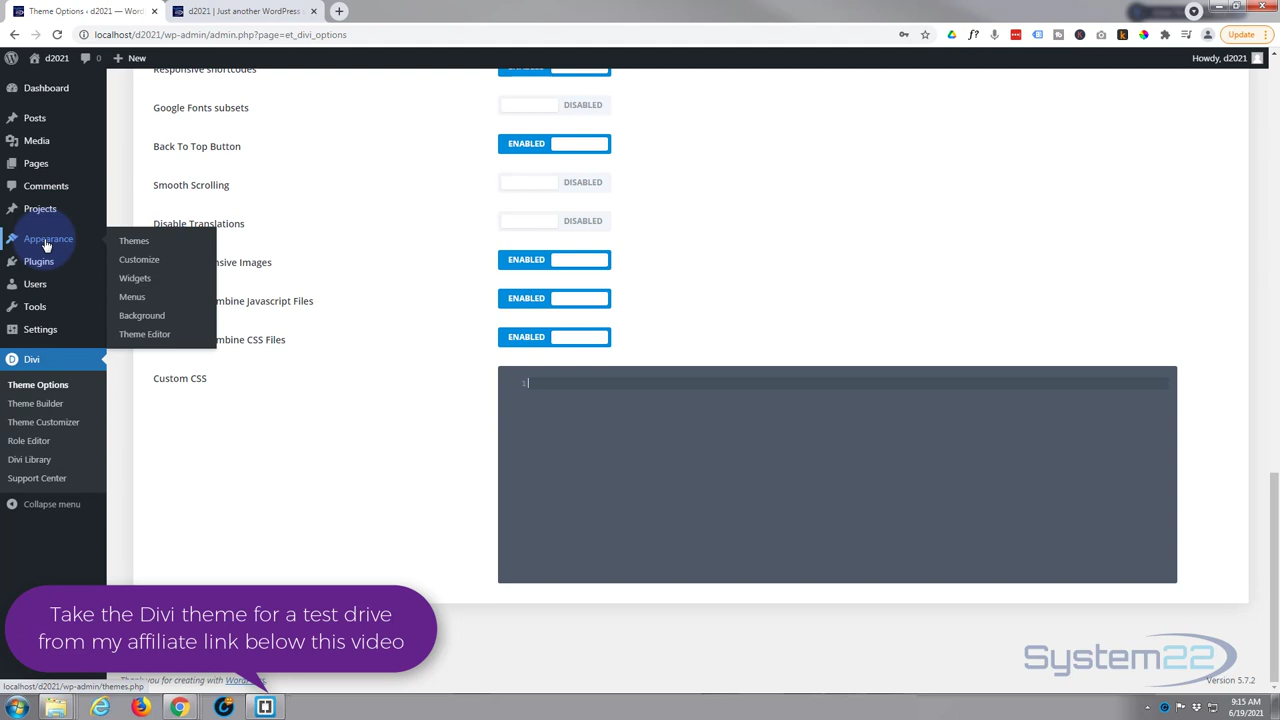 Theme Options ‹ d2021 — Word
d2021 | Just another WordPress
localhost/d2021/wp-admin/admin.php?page=et_divi_options
Update
d2021
0
New
Howdy, d2021
Dashboard
Posts
Media
Pages
Comments
Projects
Appearance
Plugins
Users
Tools
Settings
Divi
Theme Options
Theme Builder
Theme Customizer
Role Editor
Divi Library
Support Center
Collapse menu
Themes
Customize
Widgets
Menus
Background
Theme Editor
Responsive shortcodes
Google Fonts subsets
DISABLED
Back To Top Button
ENABLED
Smooth Scrolling
DISABLED
Disable Translations
DISABLED
nsive Images
ENABLED
mbine Javascript Files
ENABLED
mbine CSS Files
ENABLED
Custom CSS
1
Take the Divi theme for a test drive
from my affiliate link below this video
System22
Thank you for creating with WordPress.
Version 5.7.2
localhost/d2021/wp-admin/themes.php
9:15 AM
6/19/2021